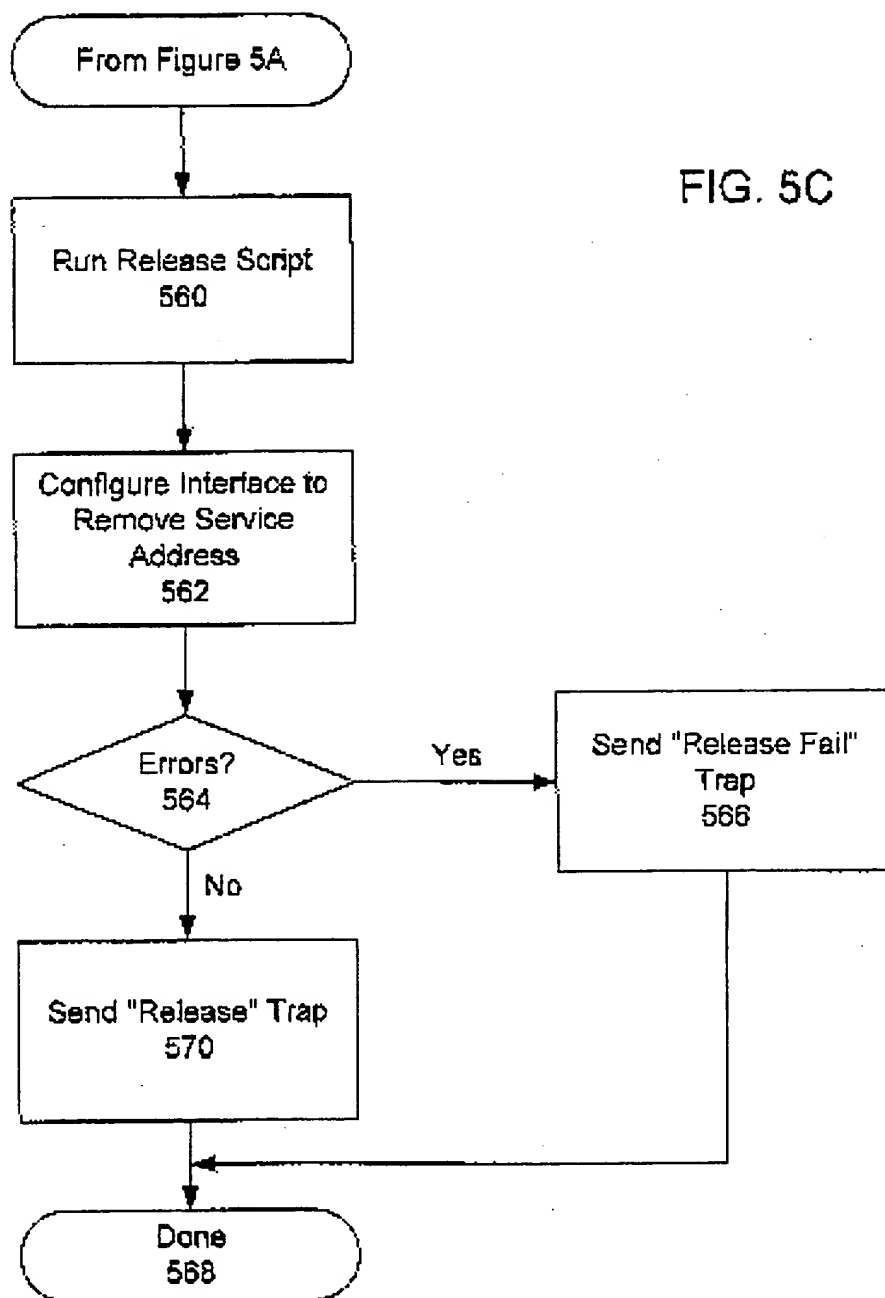 From Figure 5A
FIG. 5C
Run Release Script
560
Configure Interface to
Remove Service
Address
562
Errors?
564
Yes
Send "Release Fail"
Trap
566
No
Send "Release" Trap
570
Done
568